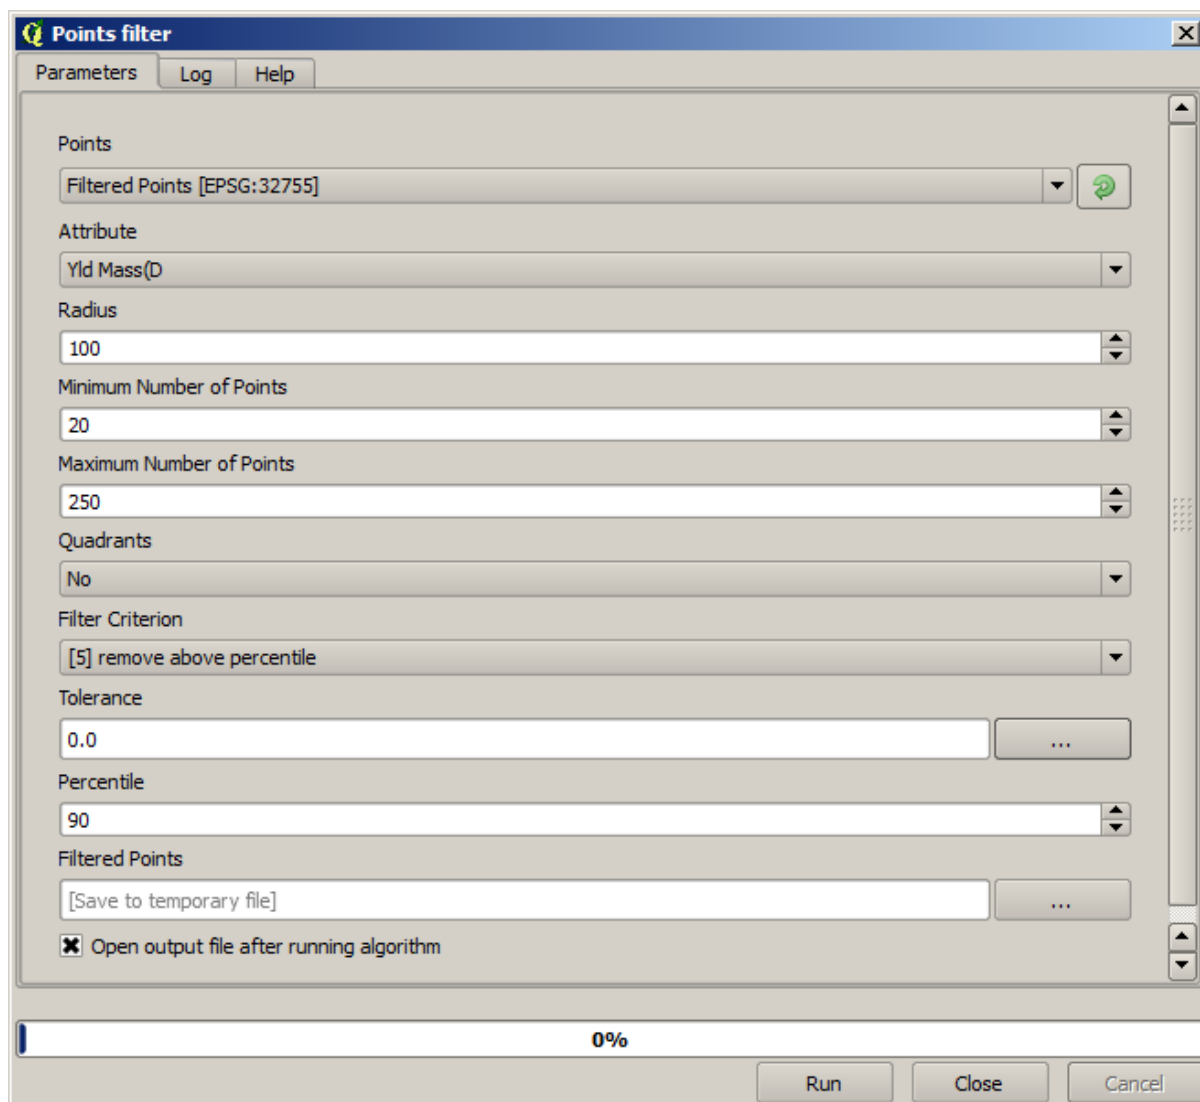 Points filter
Parameters Log Help
Points
Filtered Points [EPSG:32755]
Attribute
Yld Mass(D
Radius
100
Minimum Number of Points
20
Maximum Number of Points
250
Quadrants
No
Filter Criterion
[5] remove above percentile
Tolerance
0.0 ...
Percentile
90
Filtered Points
[Save to temporary file] ...
Open output file after running algorithm
0%
Run Close Cancel